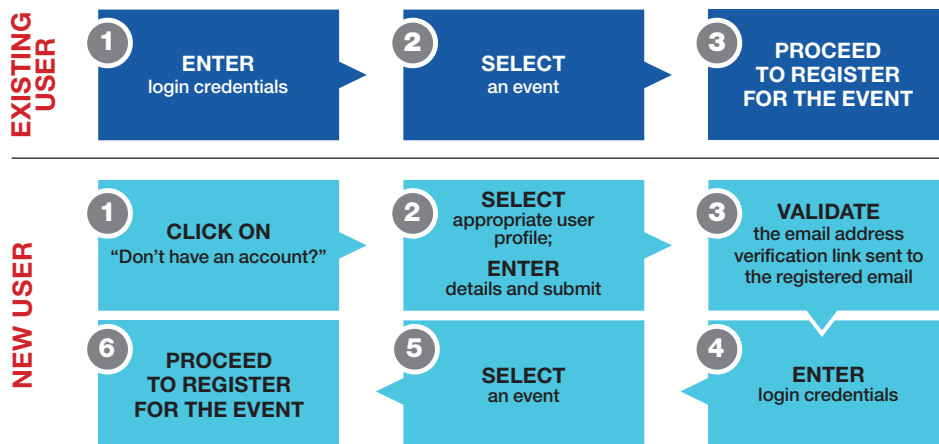 EXISTING
USER
1
ENTER
login credentials
2
SELECT
an event
3
PROCEED
TO REGISTER
FOR THE EVENT
NEW USER
1
CLICK ON
“Don’t have an account?”
2
SELECT
appropriate user
profile;
ENTER
details and submit
3
VALIDATE
the email address
verification link sent to
the registered email
4
ENTER
login credentials
5
SELECT
an event
6
PROCEED
TO REGISTER
FOR THE EVENT